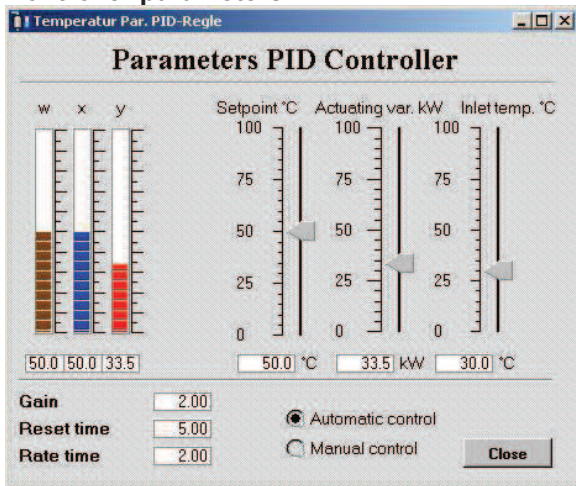 Temperatur Par. PID-Regle
Parameters PID Controller
w x y Setpoint °C Actuating var. kW Inlet temp. °C
100 100 100
75 75 75
50 50 50
25 25 25
0 0 0
50.0 50.0 33.5 50.0 °C 33.5 kW 30.0 °C
Gain 2.00
Reset time 5.00
Rate time 2.00
Automatic control
Manual control
Close